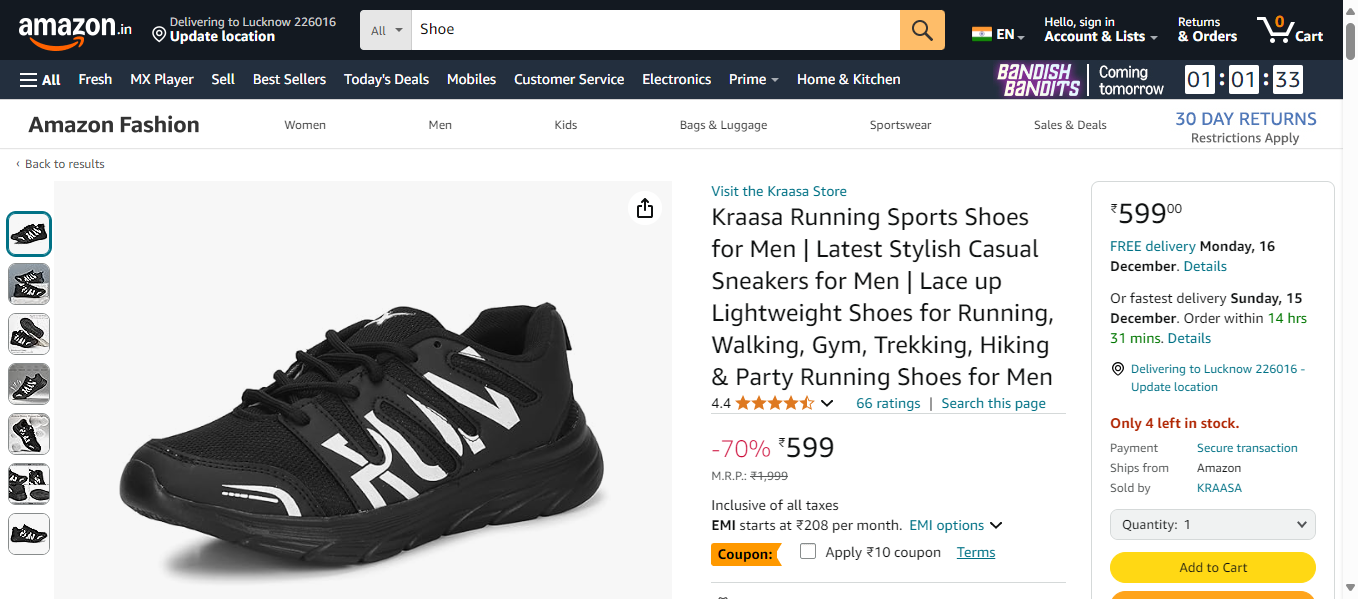 amazon.in
Delivering to Lucknow 226016
Update location
All
Shoe
EN
Hello, sign in
Account & Lists
Returns
& Orders
0
Cart
All
Fresh
MX Player
Sell
Best Sellers
Today's Deals
Mobiles
Customer Service
Electronics
Prime
Home & Kitchen
BANDISH
BANDITS
Coming
tomorrow
01 : 01 : 33
Amazon Fashion
Women
Men
Kids
Bags & Luggage
Sportswear
Sales & Deals
30 DAY RETURNS
Restrictions Apply
‹ Back to results
RUN
Visit the Kraasa Store
Kraasa Running Sports Shoes
for Men | Latest Stylish Casual
Sneakers for Men | Lace up
Lightweight Shoes for Running,
Walking, Gym, Trekking, Hiking
& Party Running Shoes for Men
4.4
66 ratings | Search this page
-70% ₹599
M.R.P.: ₹1,999
Inclusive of all taxes
EMI starts at ₹208 per month. EMI options
Coupon: Apply ₹10 coupon Terms
₹59900
FREE delivery Monday, 16
December. Details
Or fastest delivery Sunday, 15
December. Order within 14 hrs
31 mins. Details
Delivering to Lucknow 226016 -
Update location
Only 4 left in stock.
Payment Secure transaction
Ships from Amazon
Sold by KRAASA
Quantity: 1
Add to Cart